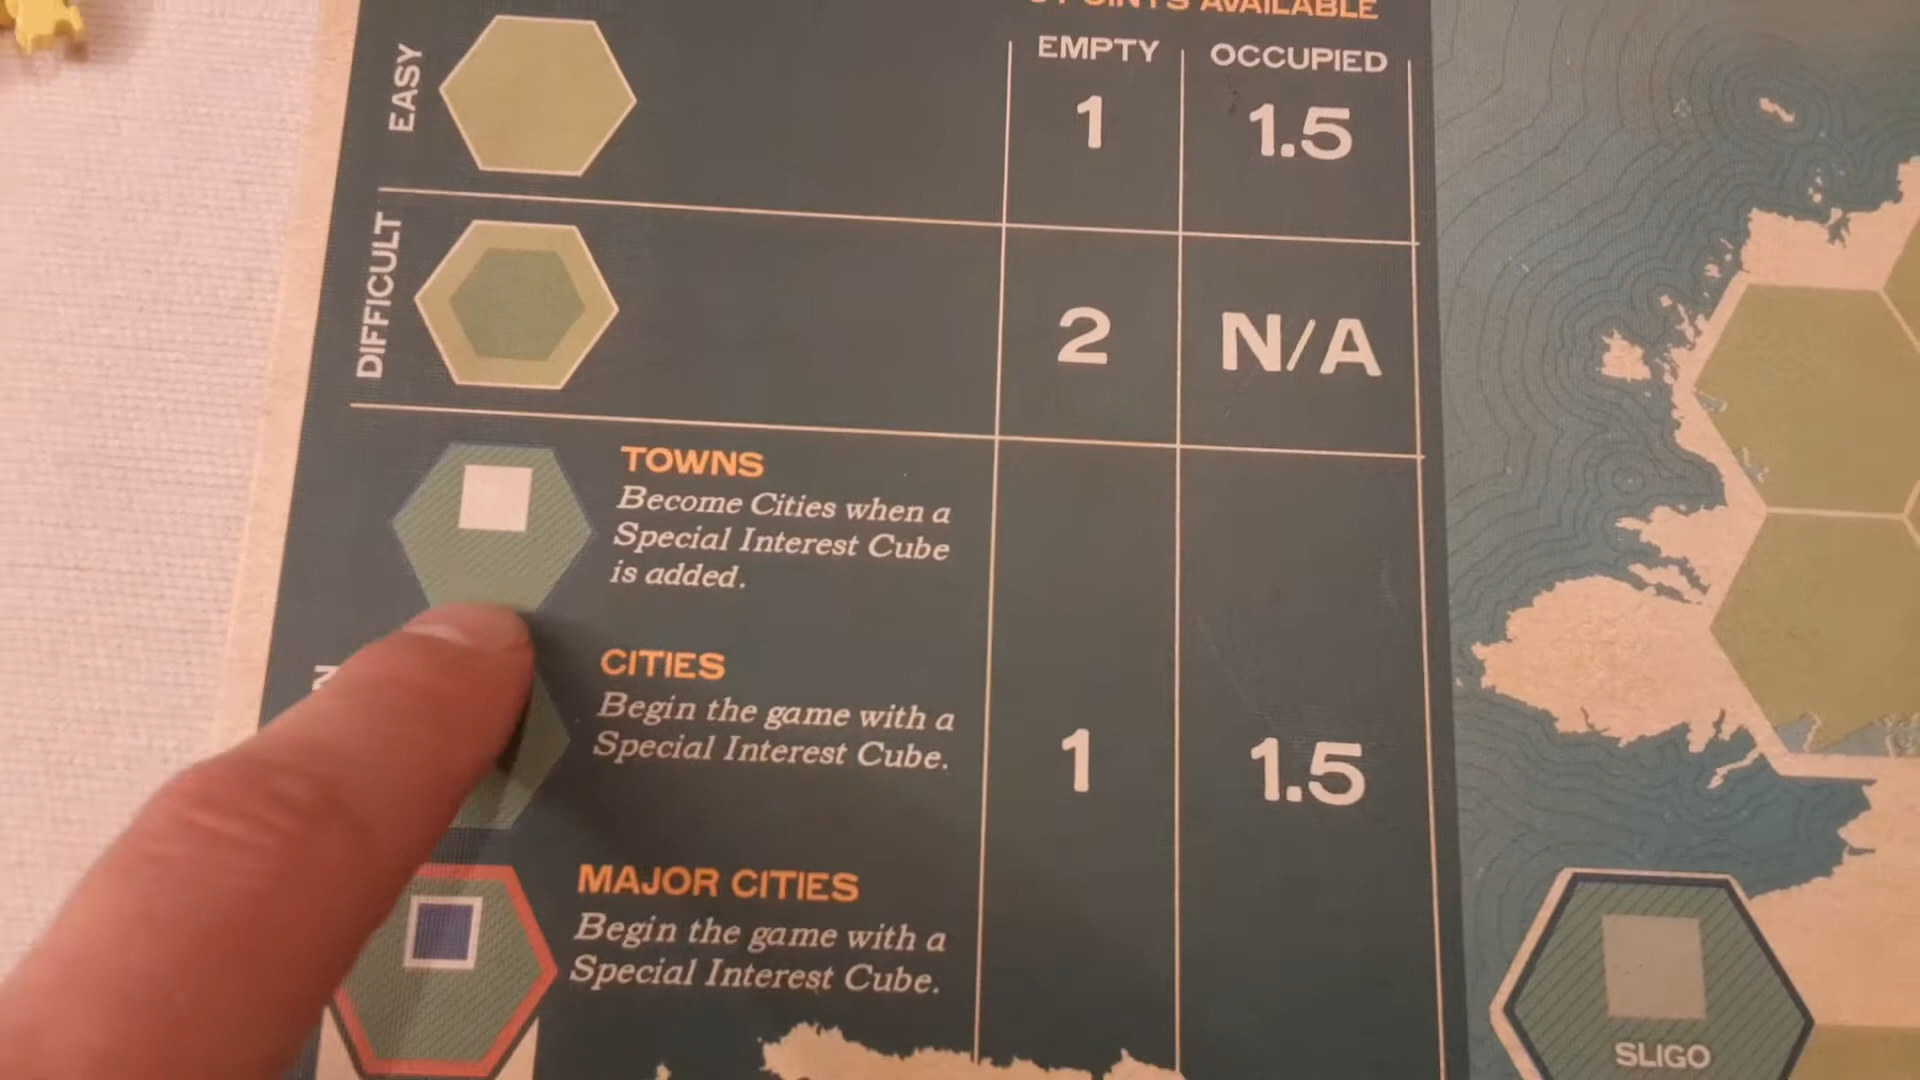 POINTS AVAILABLE
EMPTY OCCUPIED
EASY 1 1.5
DIFFICULT 2 N/A
TOWNS
Become Cities when a
Special Interest Cube
is added.
CITIES
Begin the game with a
Special Interest Cube.
1 1.5
MAJOR CITIES
Begin the game with a
Special Interest Cube.
SLIGO